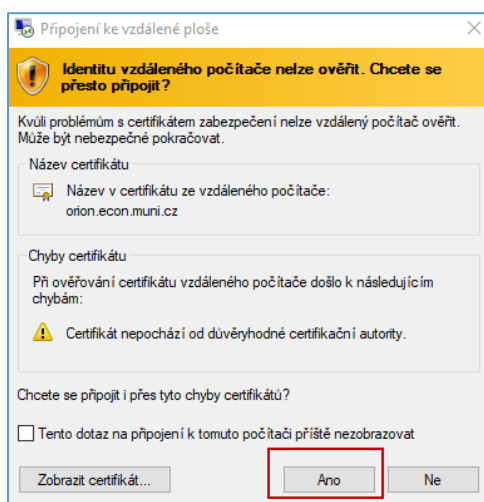 Připojení ke vzdálené ploše
Identitu vzdáleného počítače nelze ověřit. Chcete se
přesto připojit?
Kvůli problémům s certifikátem zabezpečení nelze vzdálený počítač ověřit.
Může být nebezpečné pokračovat.
Název certifikátu
Název v certifikátu ze vzdáleného počítače:
orion.econ.muni.cz
Chyby certifikátu
Při ověřování certifikátu vzdáleného počítače došlo k následujícím
chybám:
Certifikát nepochází od důvěryhodné certifikační autority.
Chcete se připojit i přes tyto chyby certifikátů?
Tento dotaz na připojení k tomuto počítači příště nezobrazovat
Zobrazit certifikát...
Ano
Ne